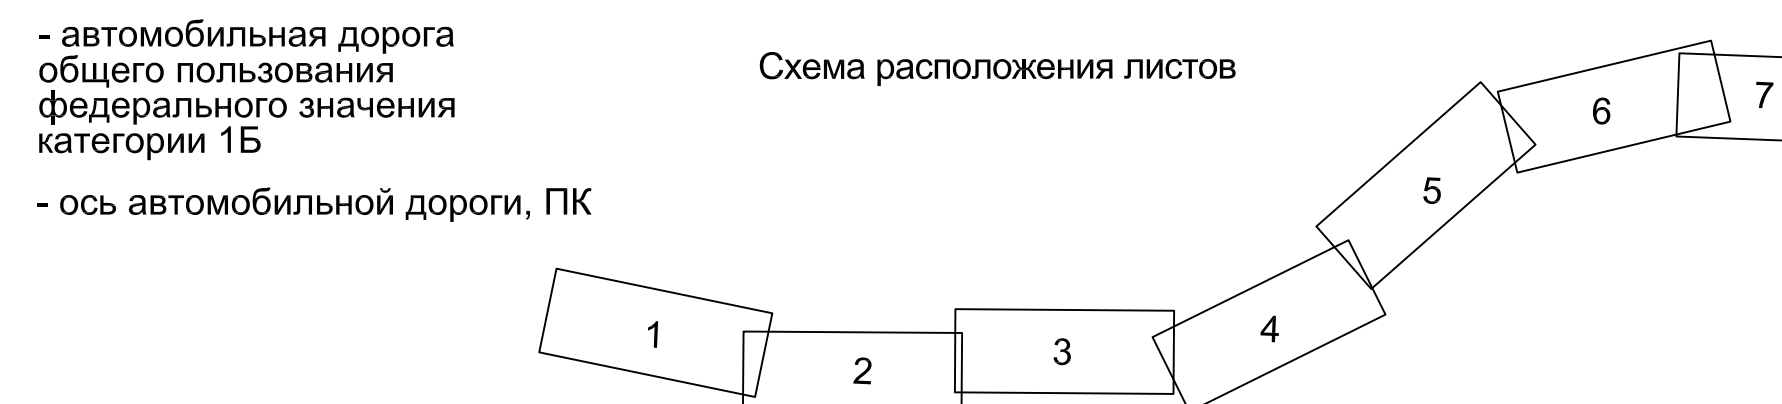 - автомобильная дорога
общего пользования
федерального значения
категории 1Б
- ось автомобильной дороги, ПК
Схема расположения листов
1
2
3
4
5
6
7